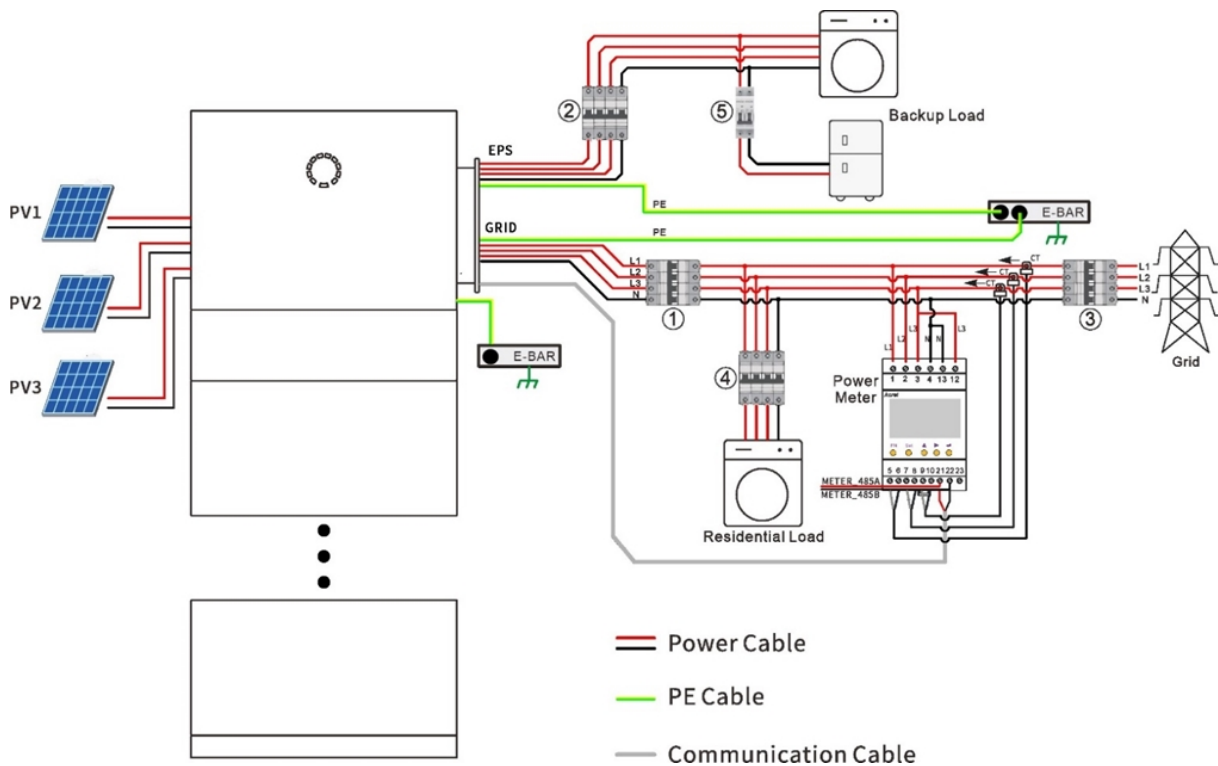 PV1
PV2
PV3
EPS
GRID
②
⑤
Backup Load
PE
PE
E-BAR
E-BAR
L1
L2
L3
N
①
CT
CT
CT
③
L1
L2
L3
N
Grid
④
Residential Load
Power
Meter
L1
L2
L3
N
N
L3
1 2 3 4 13 12
5 6 7 8 9 10 21 22 23
METER_485A
METER_485B
Power Cable
PE Cable
Communication Cable